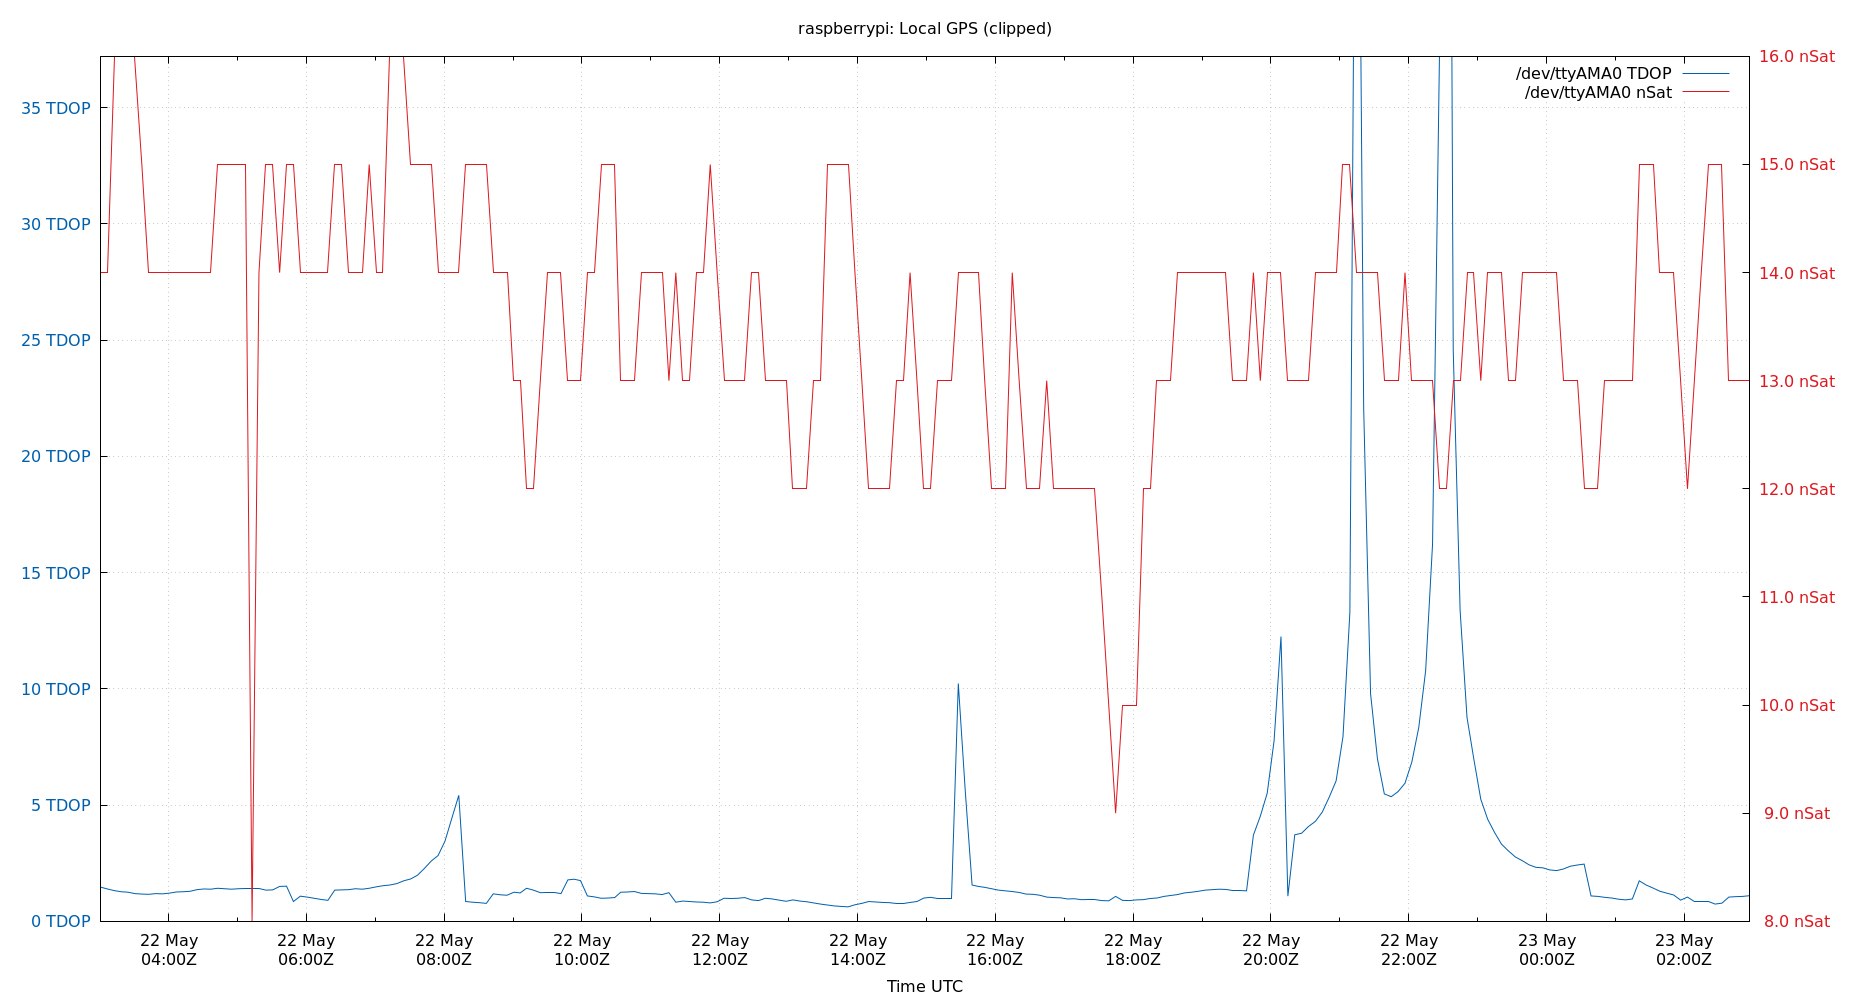 raspberrypi: Local GPS (clipped)
/dev/ttyAMA0 TDOP
/dev/ttyAMA0 nSat
35 TDOP
30 TDOP
25 TDOP
20 TDOP
15 TDOP
10 TDOP
5 TDOP
0 TDOP
16.0 nSat
15.0 nSat
14.0 nSat
13.0 nSat
12.0 nSat
11.0 nSat
10.0 nSat
9.0 nSat
8.0 nSat
22 May
04:00Z
22 May
06:00Z
22 May
08:00Z
22 May
10:00Z
22 May
12:00Z
22 May
14:00Z
22 May
16:00Z
22 May
18:00Z
22 May
20:00Z
22 May
22:00Z
23 May
00:00Z
23 May
02:00Z
Time UTC